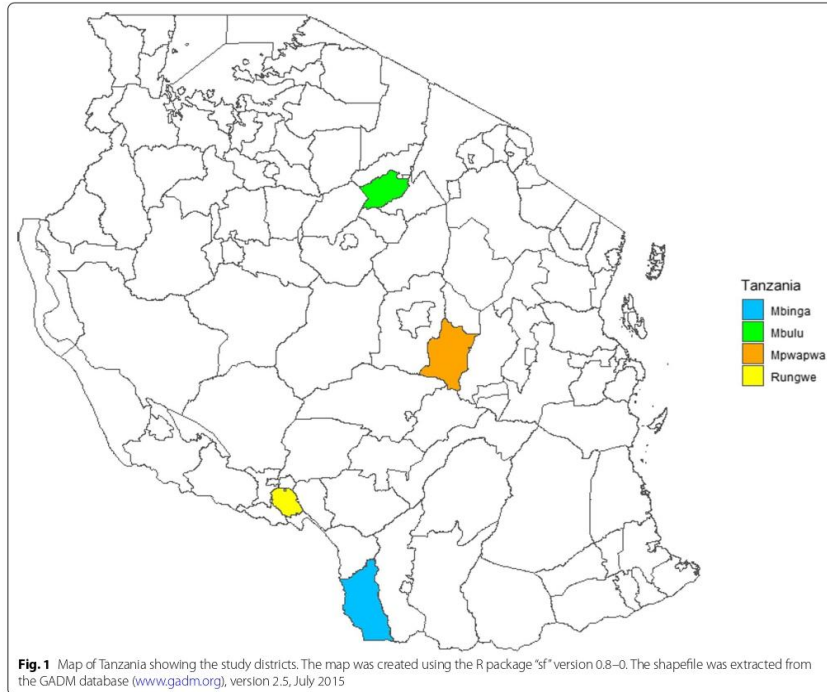 Tanzania
Mbinga
Mbulu
Mpwapwa
Rungwe
Fig. 1 Map of Tanzania showing the study districts. The map was created using the R package “sf” version 0.8–0. The shapefile was extracted from
the GADM database (www.gadm.org), version 2.5, July 2015